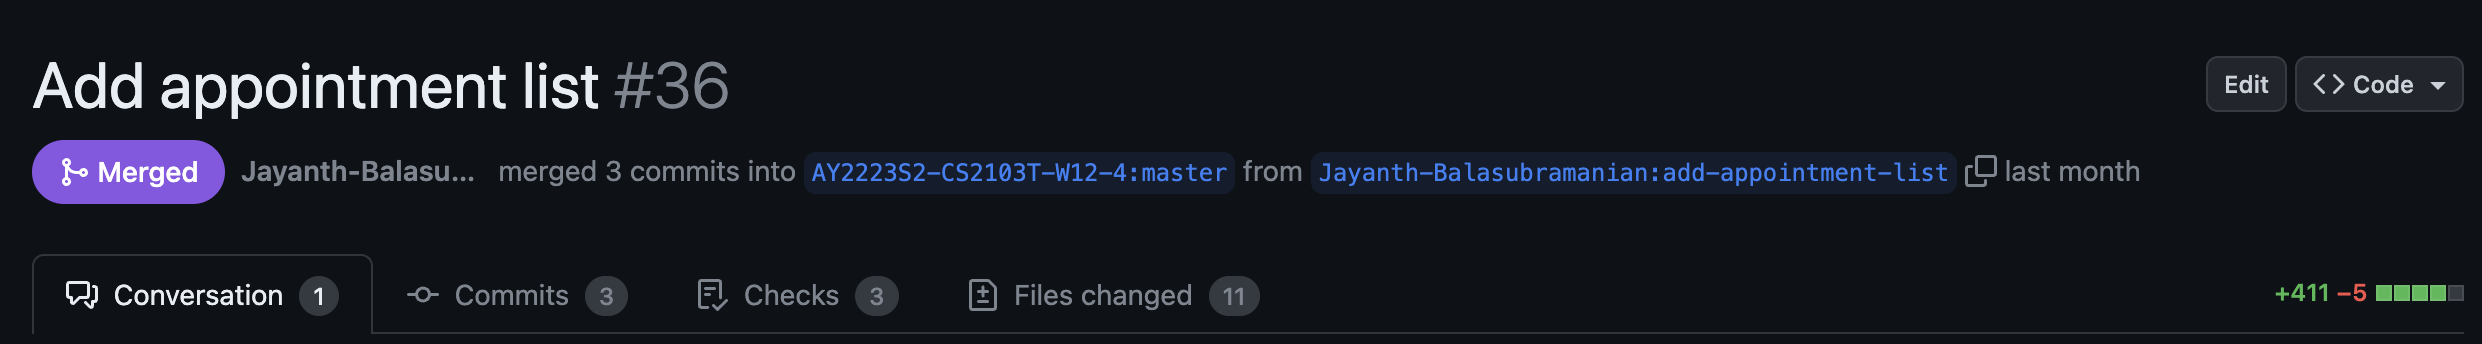 Add appointment list #36
Edit
Code
Merged
Jayanth-Balasu... merged 3 commits into AY2223S2-CS2103T-W12-4:master from Jayanth-Balasubramanian:add-appointment-list last month
Conversation 1
Commits 3
Checks 3
Files changed 11
+411 −5